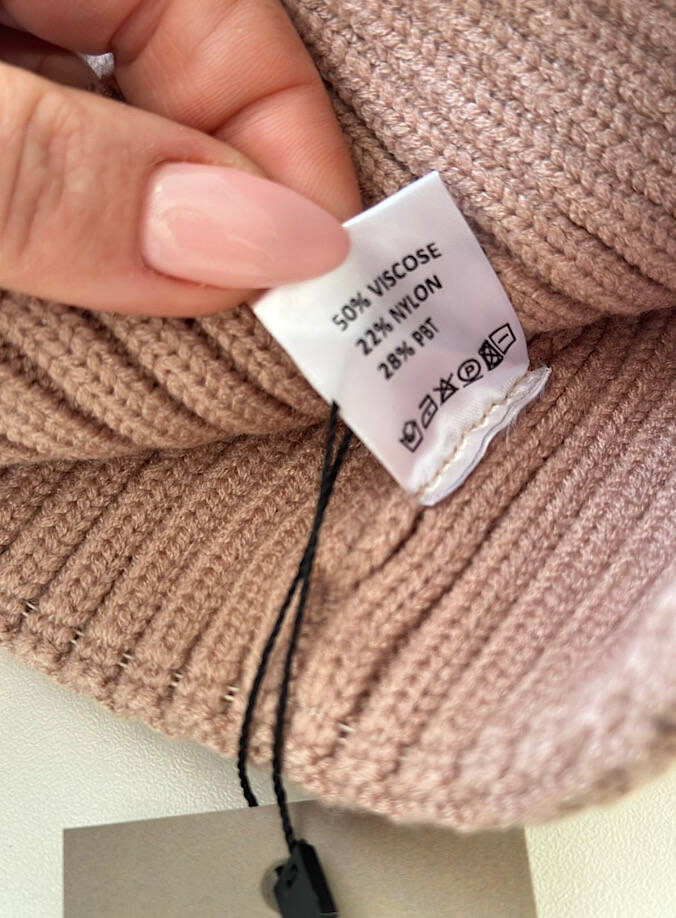 50% VISCOSE
22% NYLON
28% PBT